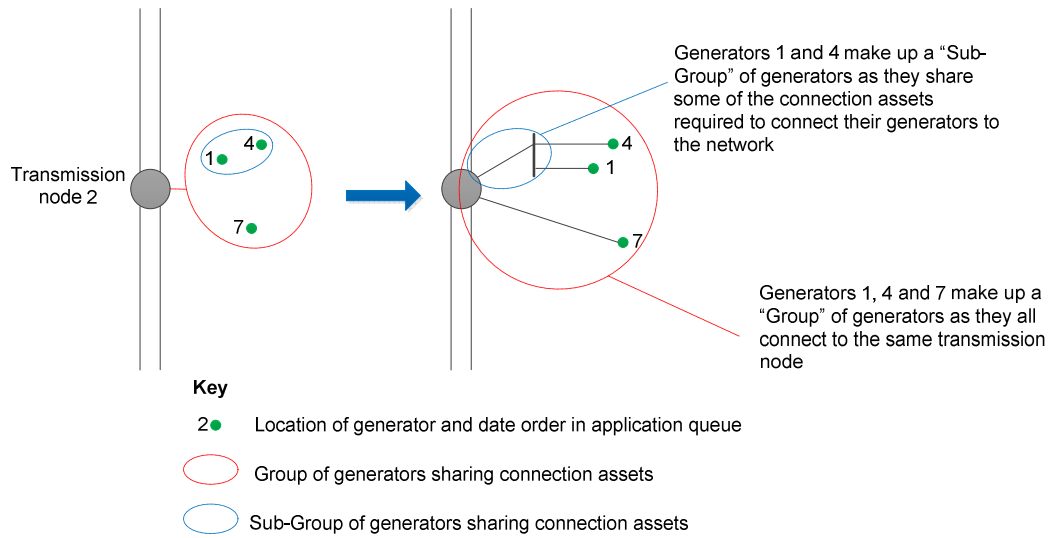 Generators 1 and 4 make up a “Sub-
Group” of generators as they share
some of the connection assets
required to connect their generators to
the network
4
1
Transmission
node 2
7
4
1
7
Generators 1, 4 and 7 make up a
“Group” of generators as they all
connect to the same transmission
node
Key
2
Location of generator and date order in application queue
Group of generators sharing connection assets
Sub-Group of generators sharing connection assets